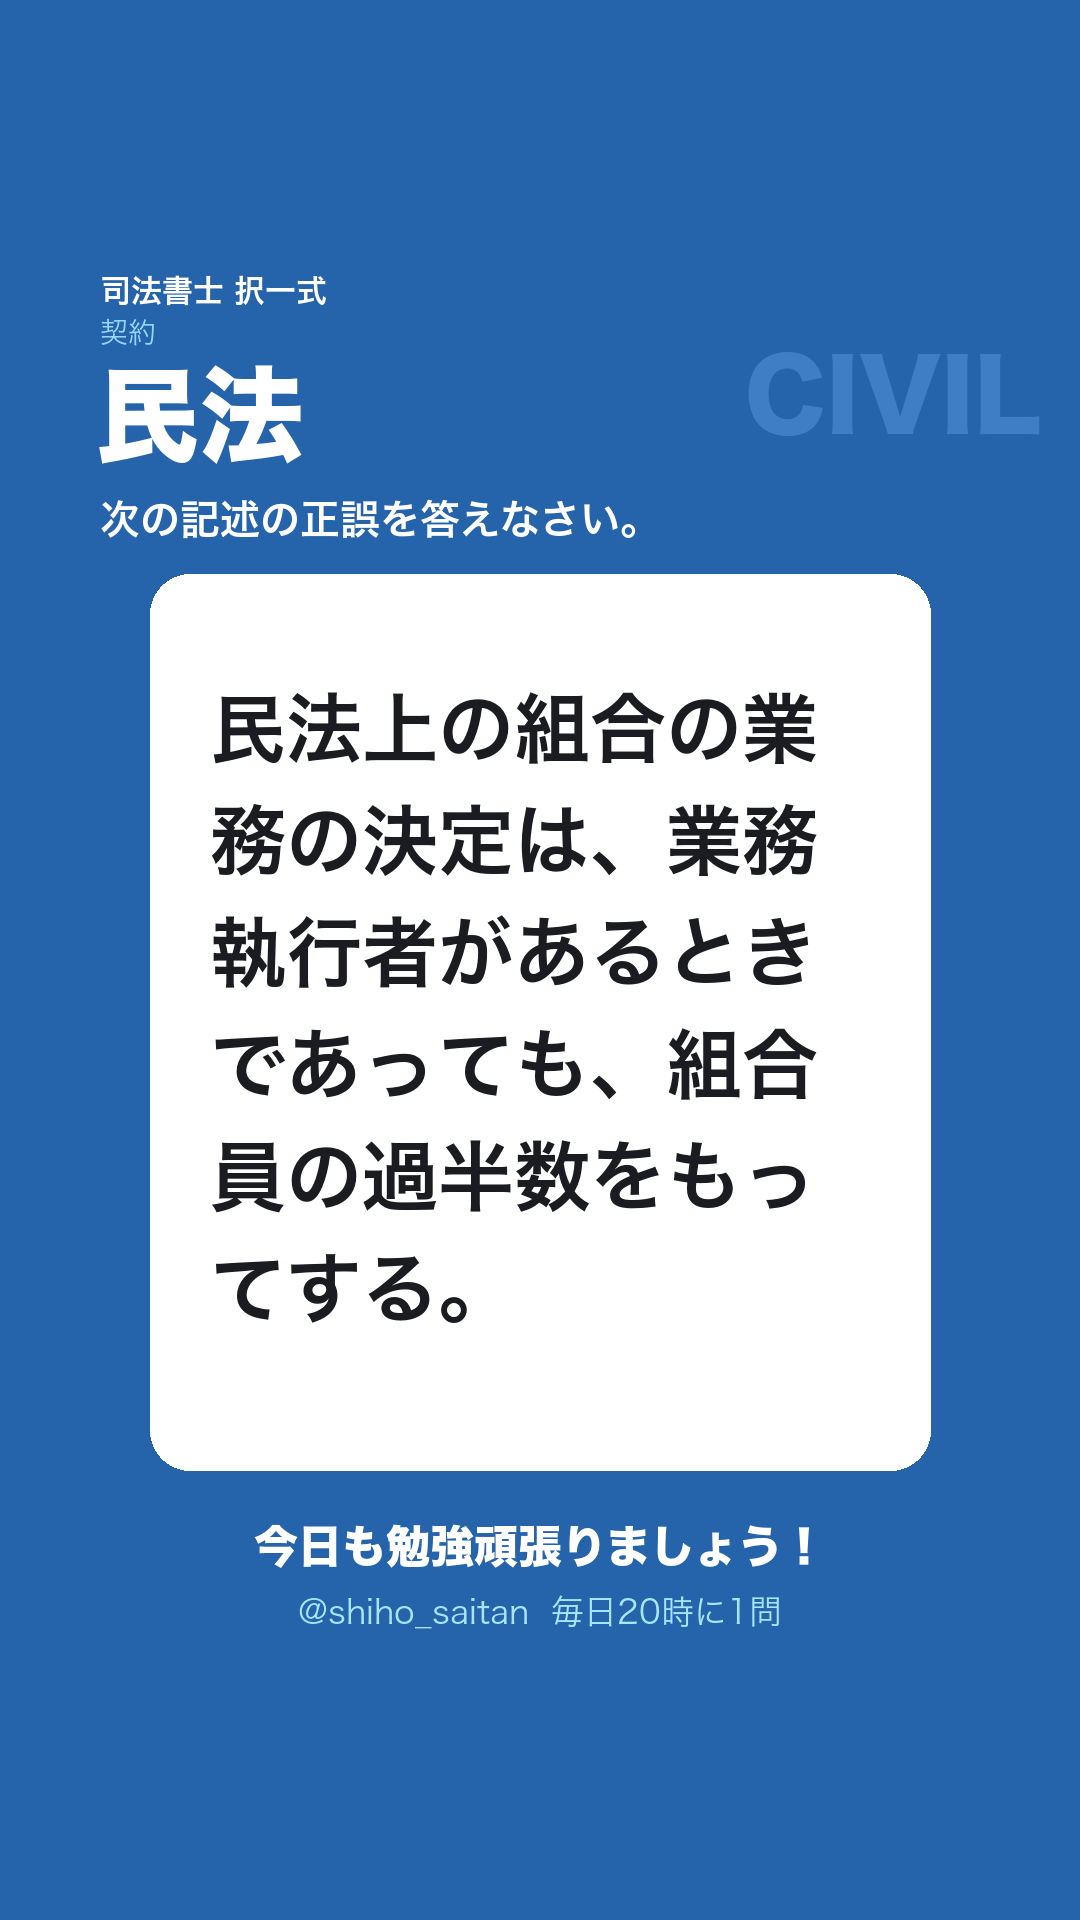 司法書士 択一式
契約
民法
CIVIL
次の記述の正誤を答えなさい。
民法上の組合の業
務の決定は、業務
執行者があるとき
であっても、組合
員の過半数をもっ
てする。
今日も勉強頑張りましょう！
@shiho_saitan 毎日20時に1問